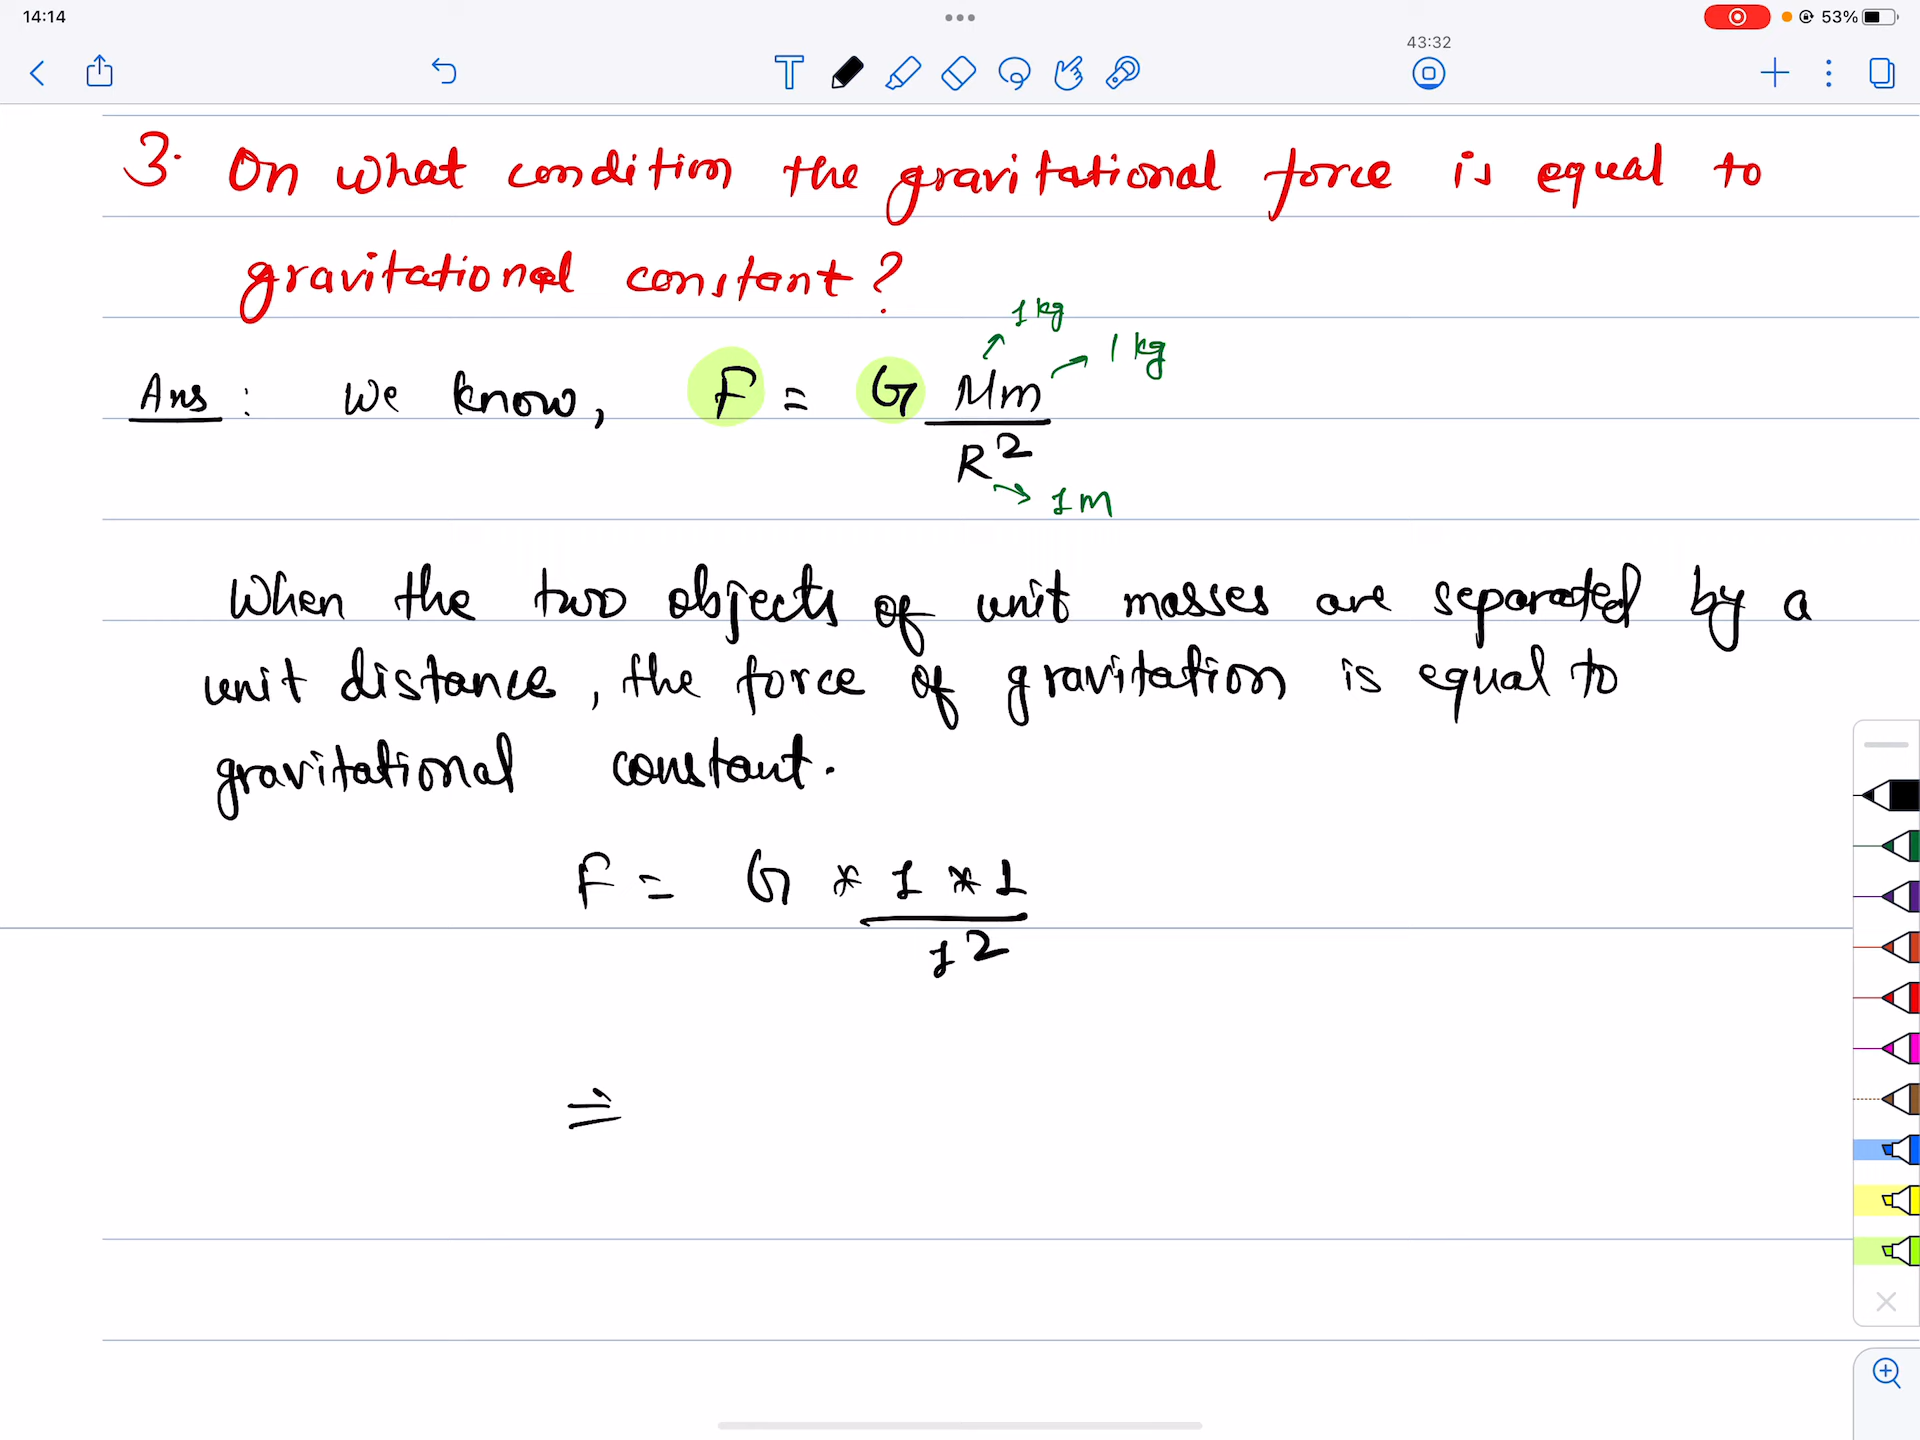 14:14
53%
43:32
3. On what condition the gravitational force is equal to
gravitational constant?
1 kg
1 kg
Ans : We know, F = G Mm
R²
1m
When the two objects of unit masses are separated by a
unit distance, the force of gravitation is equal to
gravitational constant.
F = G * 1 * 1
1²
=